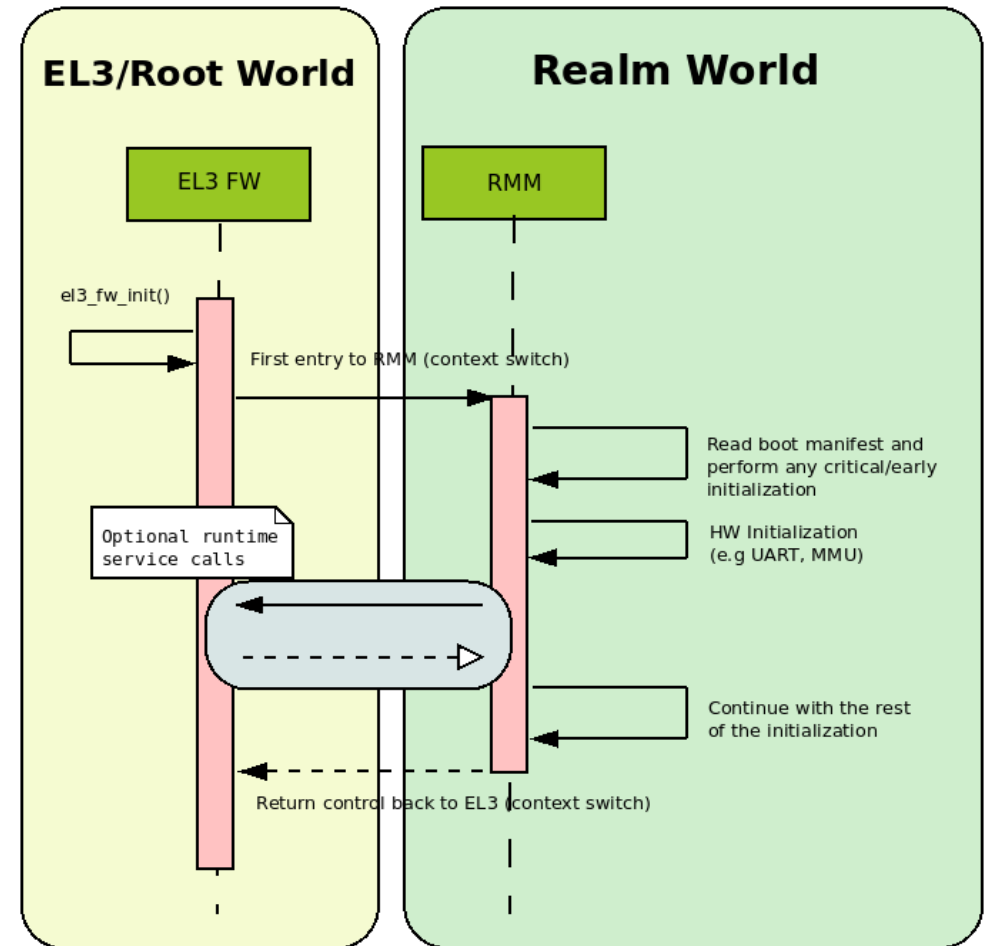 EL3/Root World
Realm World
EL3 FW
RMM
el3_fw_init()
First entry to RMM (context switch)
Read boot manifest and
perform any critical/early
initialization
HW Initialization
(e.g UART, MMU)
Optional runtime
service calls
Continue with the rest
of the initialization
Return control back to EL3 (context switch)